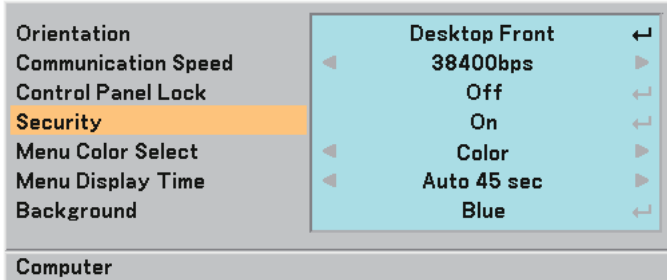 Orientation Desktop Front
Communication Speed 38400bps
Control Panel Lock Off
Security On
Menu Color Select Color
Menu Display Time Auto 45 sec
Background Blue
Computer